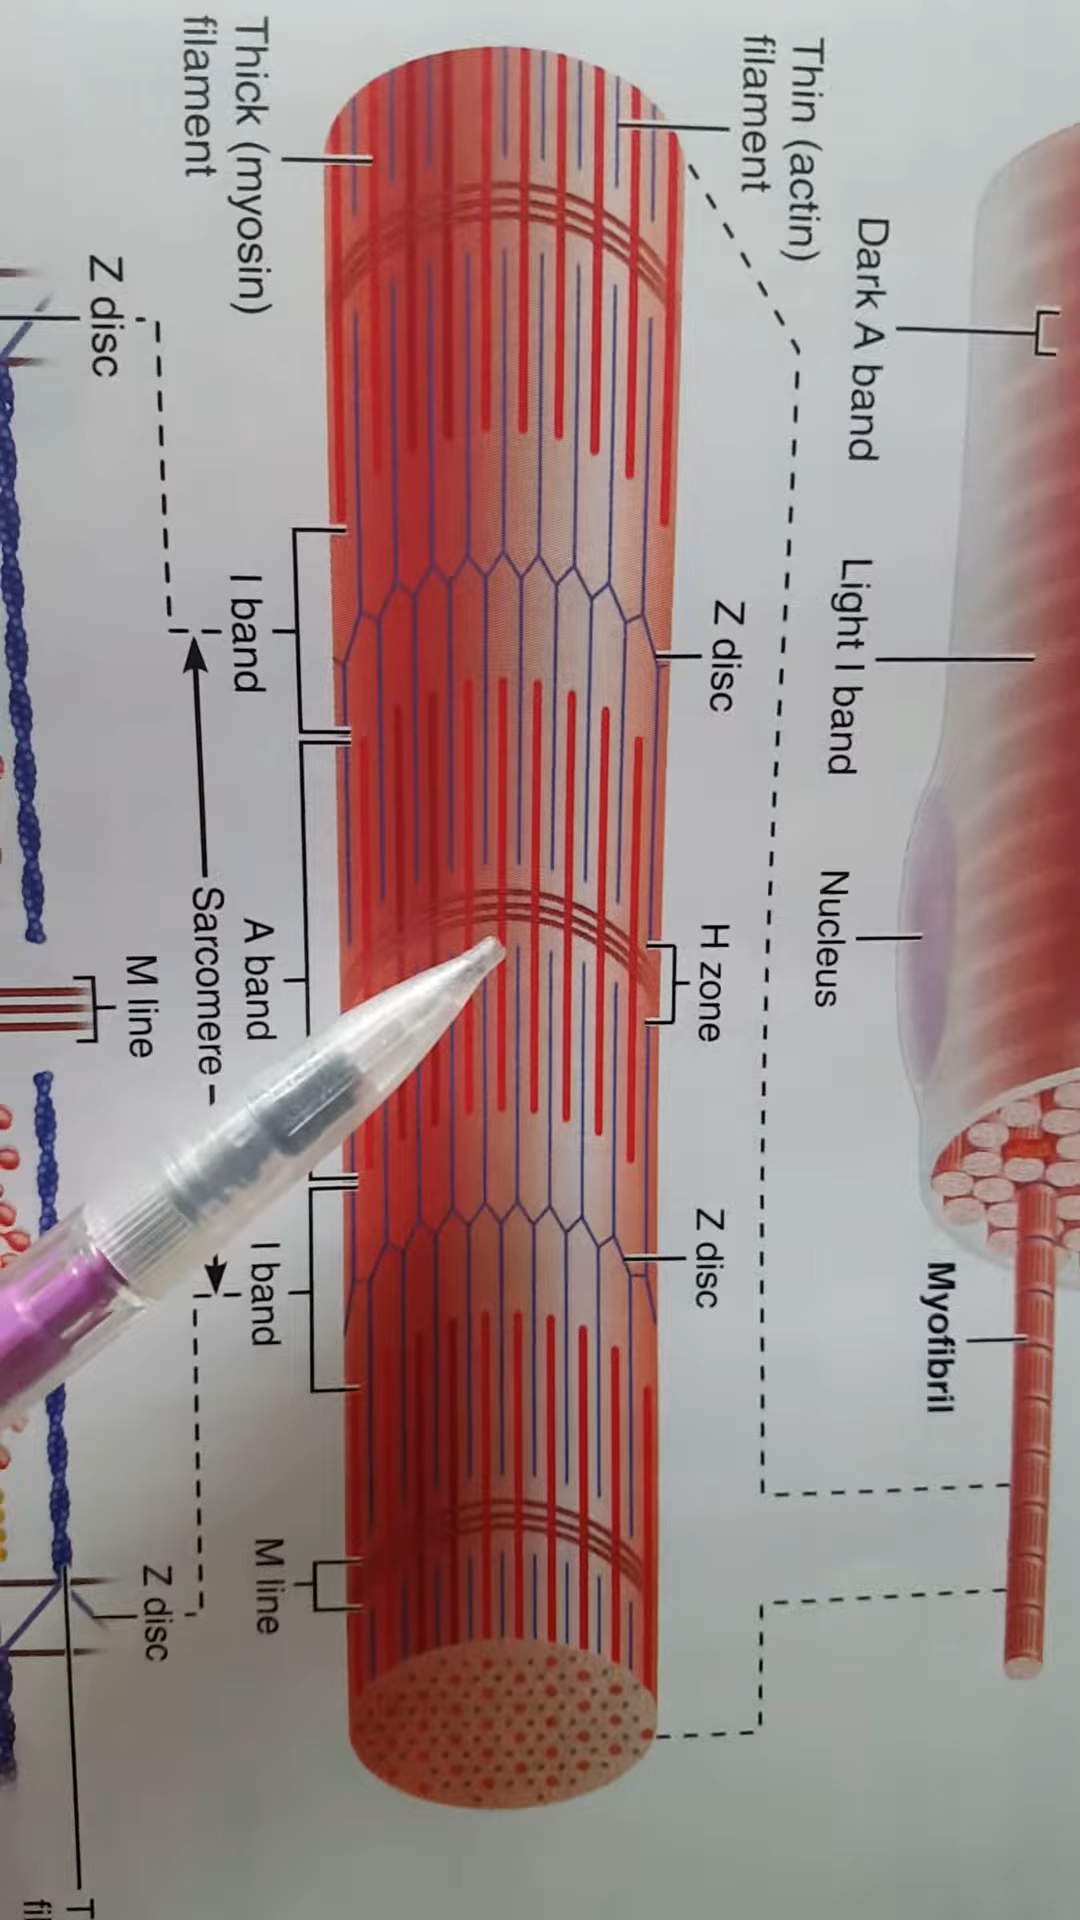 Dark A band
Light I band
Nucleus
Thin (actin)
filament
Z disc
H zone
Z disc
Myofibril
Thick (myosin)
filament
I band
A band
I band
M line
Sarcomere
Z disc
M line
Z disc